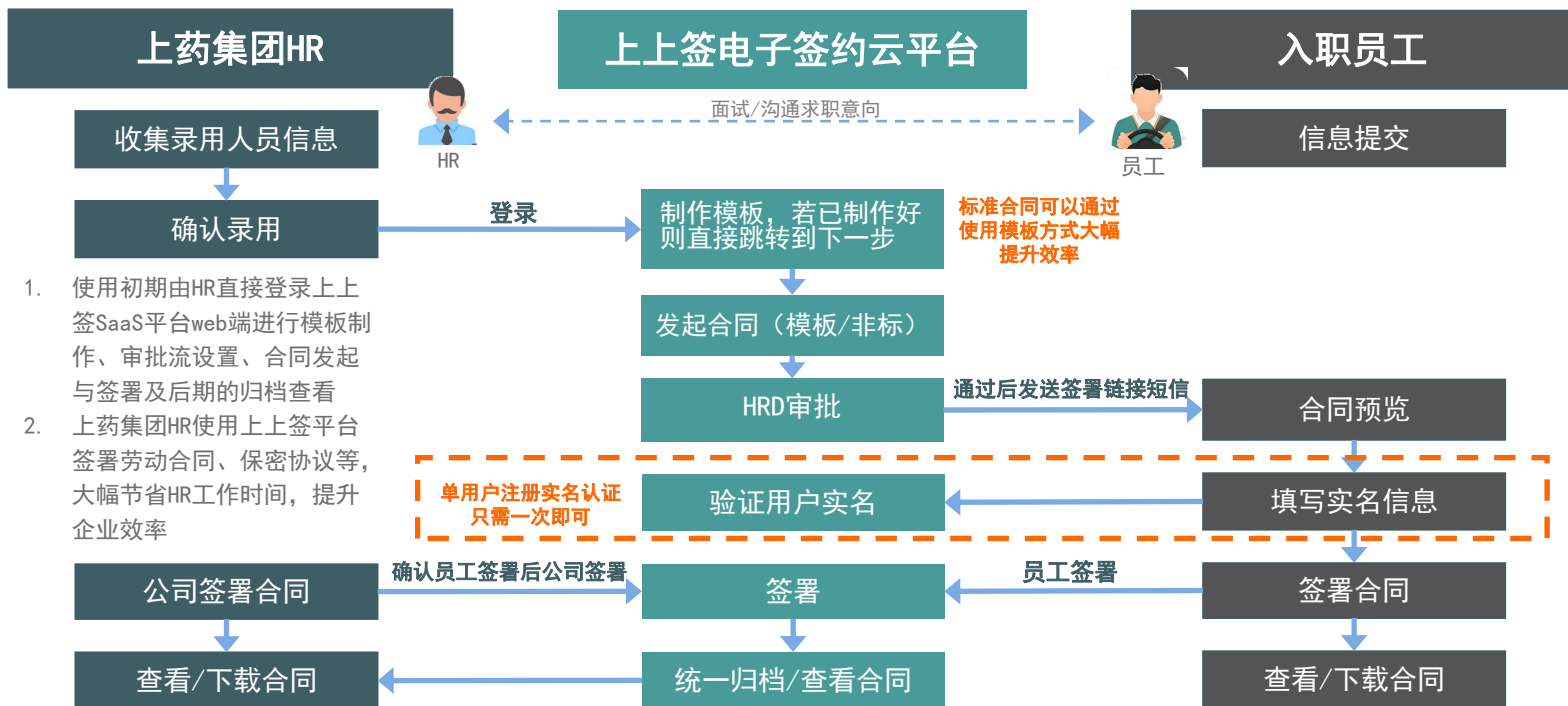 上药集团HR
上上签电子签约云平台
入职员工
面试/沟通求职意向
HR
员工
收集录用人员信息
信息提交
确认录用
登录
制作模板，若已制作好
则直接跳转到下一步
标准合同可以通过
使用模板方式大幅
提升效率
1. 使用初期由HR直接登录上上
签SaaS平台web端进行模板制
作、审批流设置、合同发起
与签署及后期的归档查看
2. 上药集团HR使用上上签平台
签署劳动合同、保密协议等，
大幅节省HR工作时间，提升
企业效率
发起合同（模板/非标）
HRD审批
通过后发送签署链接短信
合同预览
单用户注册实名认证
只需一次即可
验证用户实名
填写实名信息
公司签署合同
确认员工签署后公司签署
签署
员工签署
签署合同
查看/下载合同
统一归档/查看合同
查看/下载合同